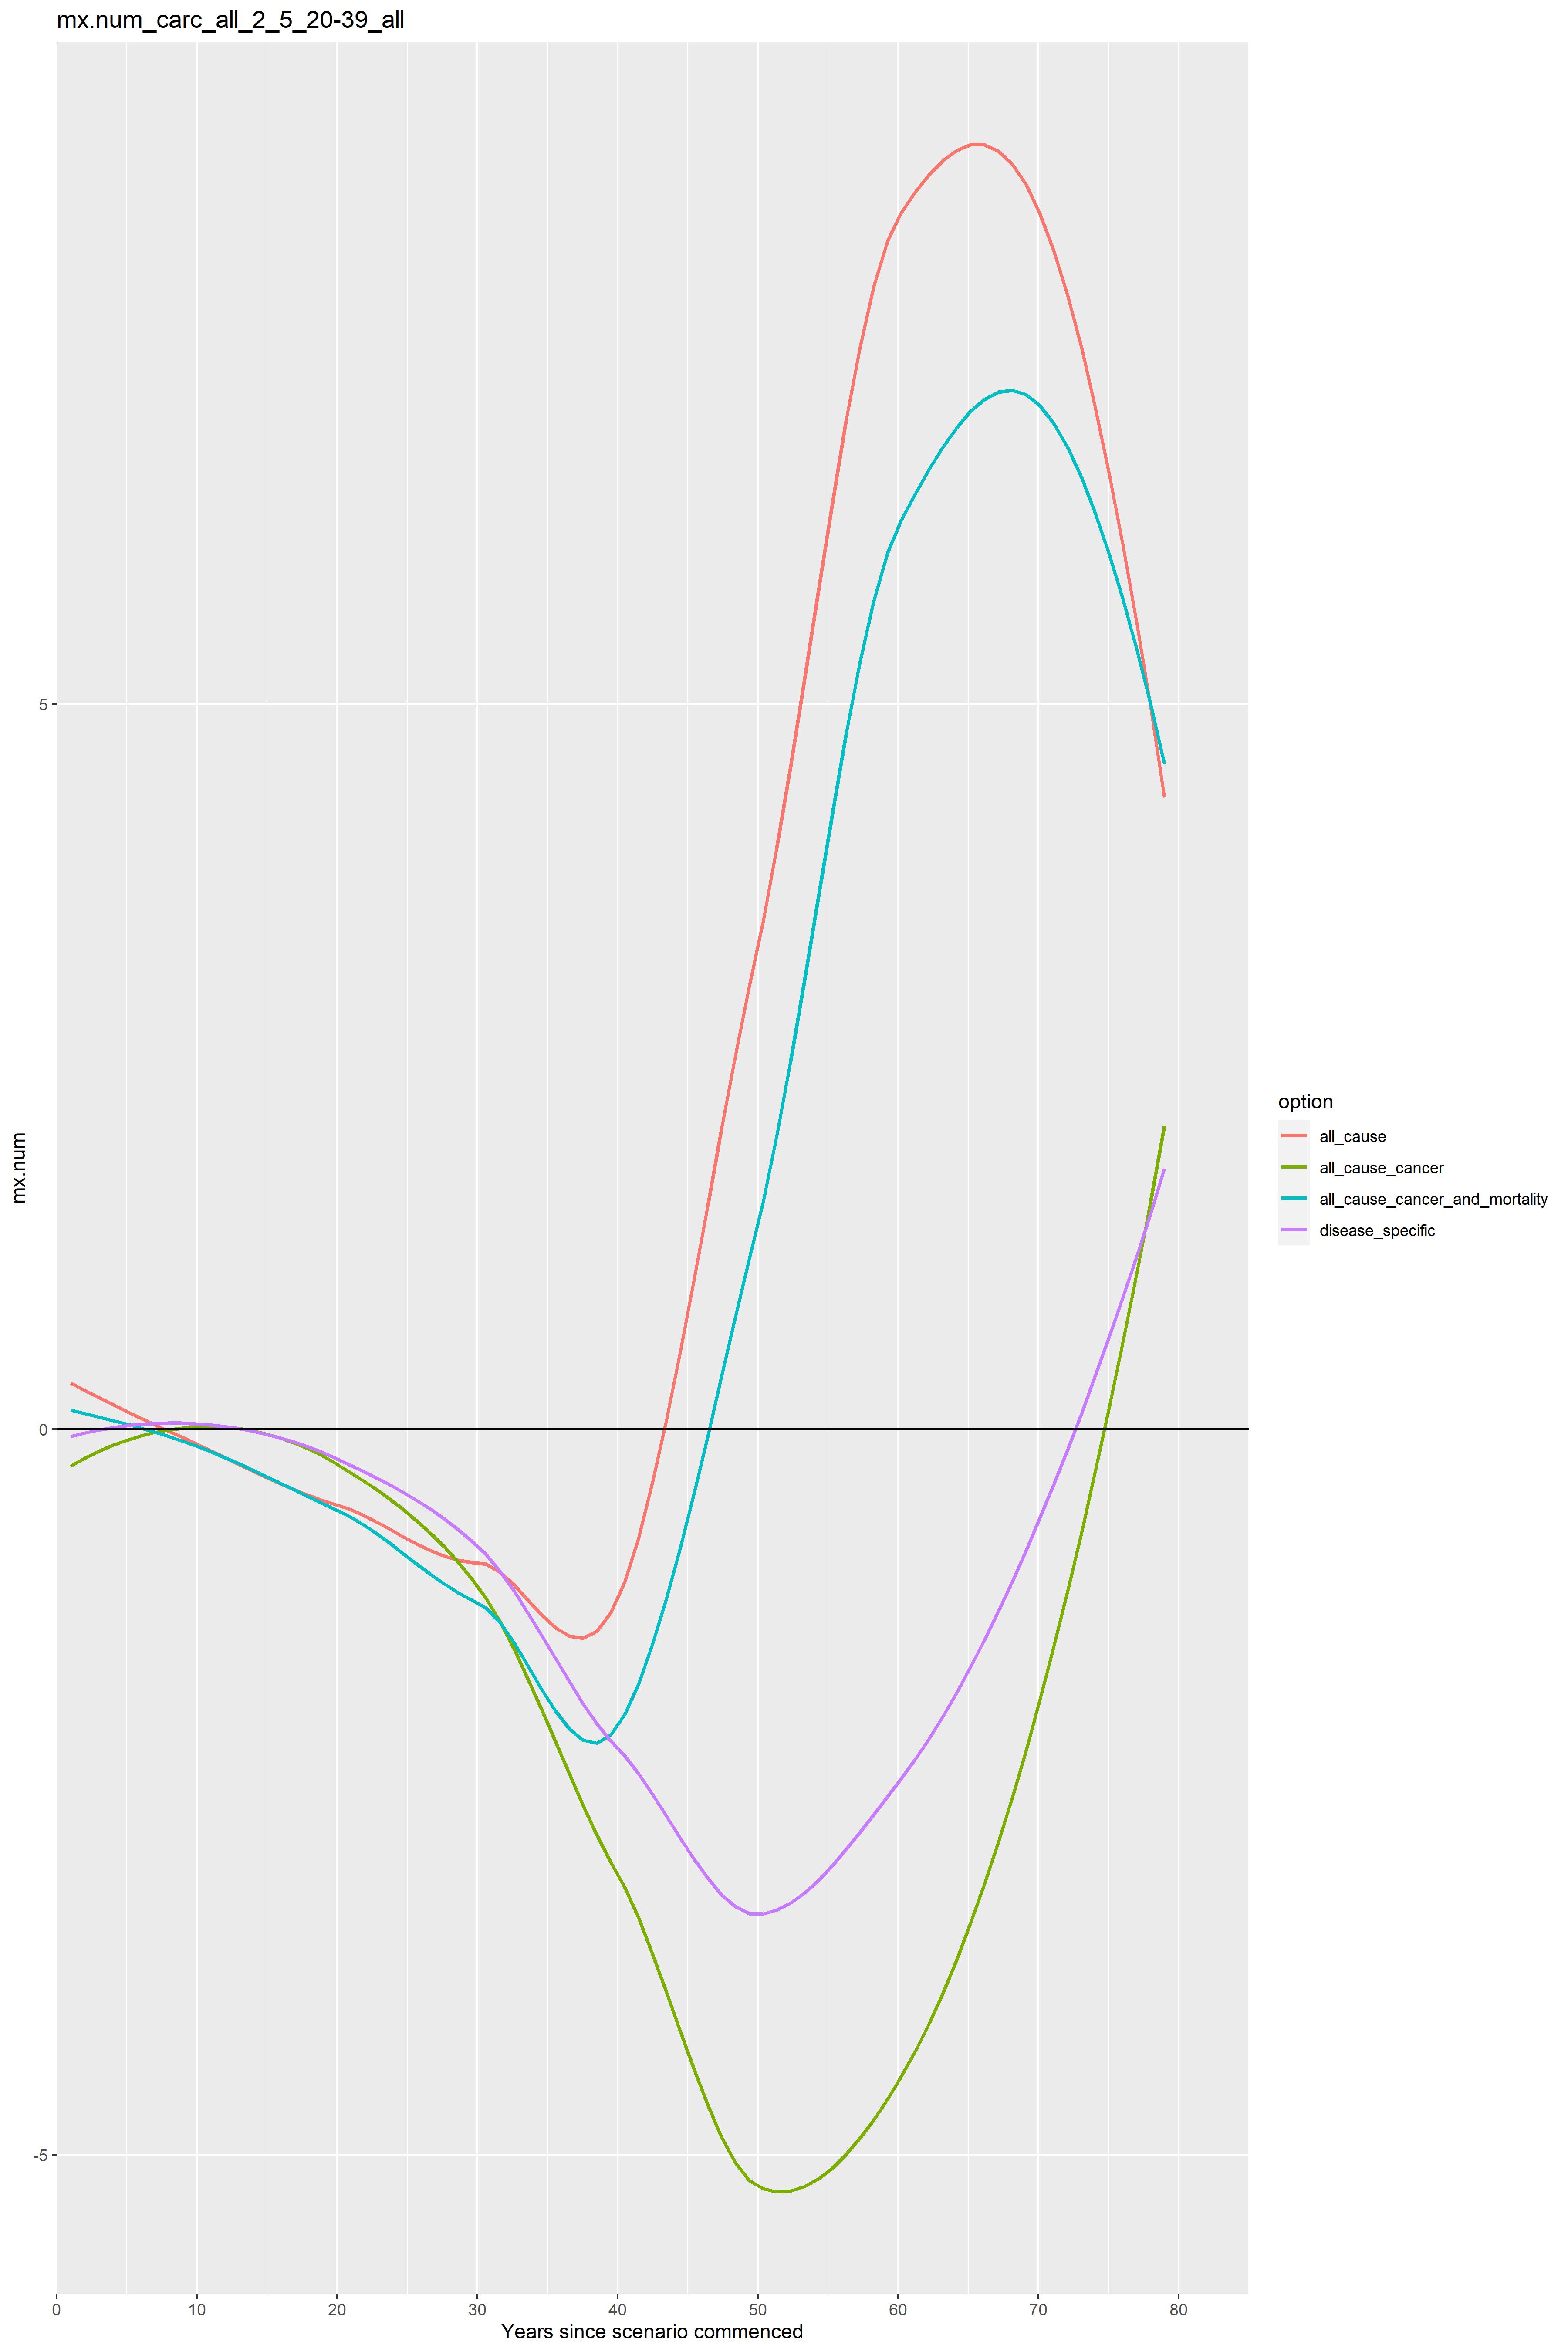 mx.num_carc_all_2_5_20-39_all
mx.num
5
0
-5
0 10 20 30 40 50 60 70 80
Years since scenario commenced
option
all_cause
all_cause_cancer
all_cause_cancer_and_mortality
disease_specific